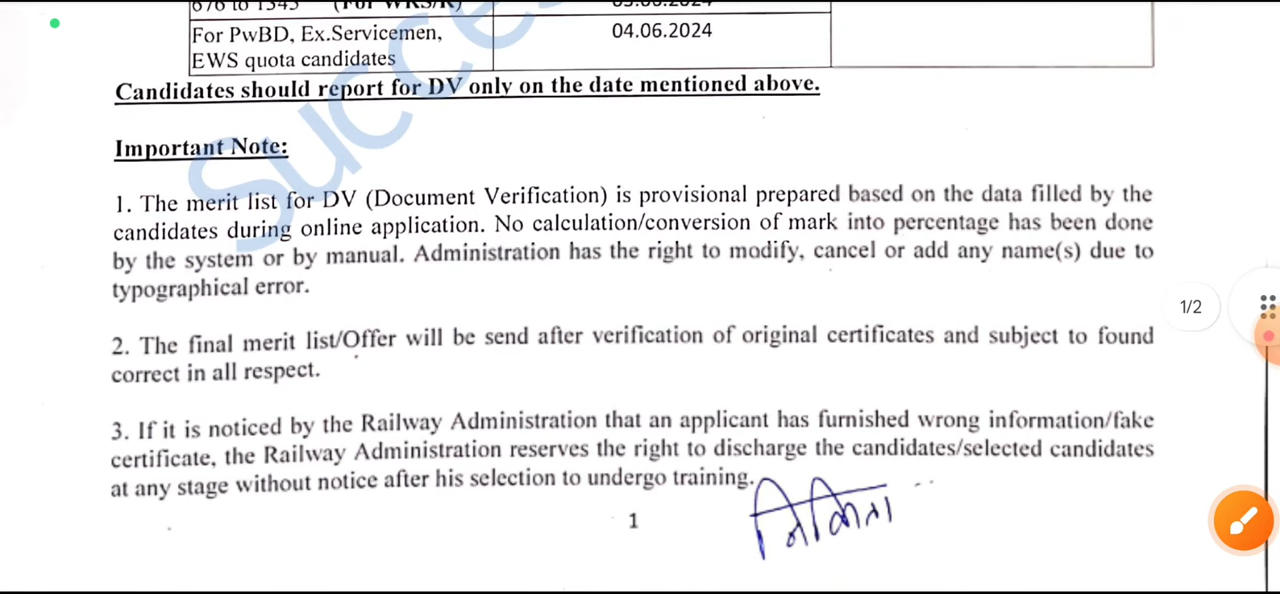 676 to 1345 (For WRS/R)
For PwBD, Ex.Servicemen,
04.06.2024
EWS quota candidates
Candidates should report for DV only on the date mentioned above.
Important Note:
1. The merit list for DV (Document Verification) is provisional prepared based on the data filled by the
candidates during online application. No calculation/conversion of mark into percentage has been done
by the system or by manual. Administration has the right to modify, cancel or add any name(s) due to
typographical error.
1/2
2. The final merit list/Offer will be send after verification of original certificates and subject to found
correct in all respect.
3. If it is noticed by the Railway Administration that an applicant has furnished wrong information/fake
certificate, the Railway Administration reserves the right to discharge the candidates/selected candidates
at any stage without notice after his selection to undergo training.
1